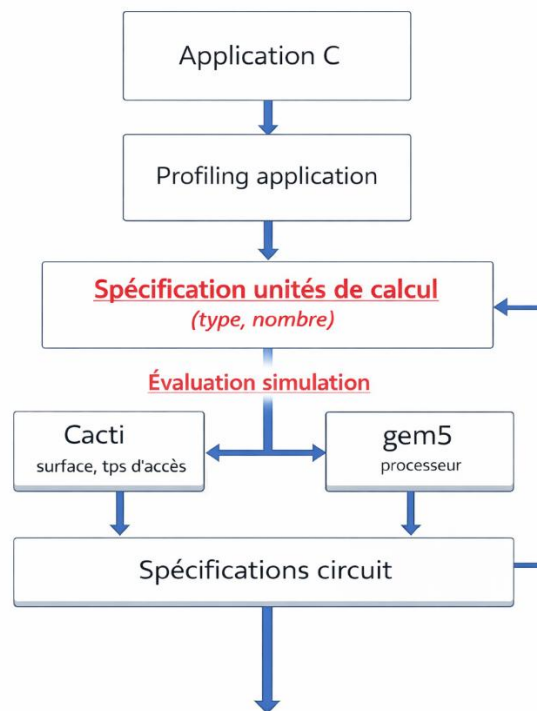 Application C
Profiling application
Spécification unités de calcul
(type, nombre)
Évaluation simulation
Cacti
surface, tps d'accès
gem5
processeur
Spécifications circuit